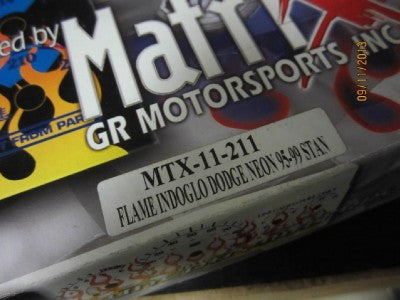 ed by
Matrix
GR MOTORSPORTS INC
210
FROM PAR
MTX-11-211
FLAME INDOGLO DODGE NEON 95-99 STAN
09/11/2013